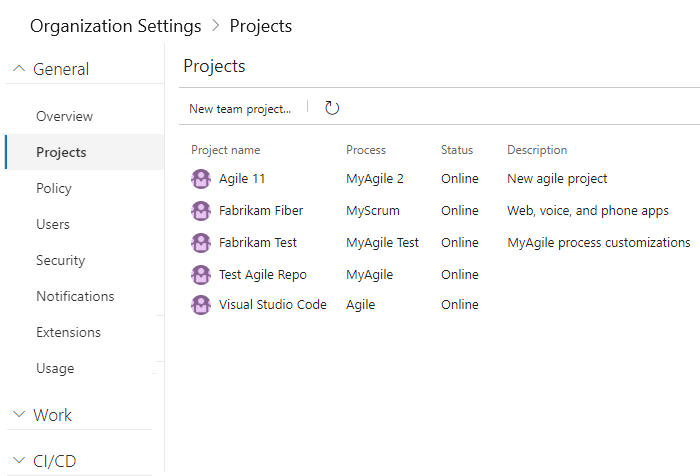 Organization Settings > Projects
General
Overview
Projects
Policy
Users
Security
Notifications
Extensions
Usage
Work
CI/CD
Projects
New team project...
Project name Process Status Description
Agile 11 MyAgile 2 Online New agile project
Fabrikam Fiber MyScrum Online Web, voice, and phone apps
Fabrikam Test MyAgile Test Online MyAgile process customizations
Test Agile Repo MyAgile Online
Visual Studio Code Agile Online